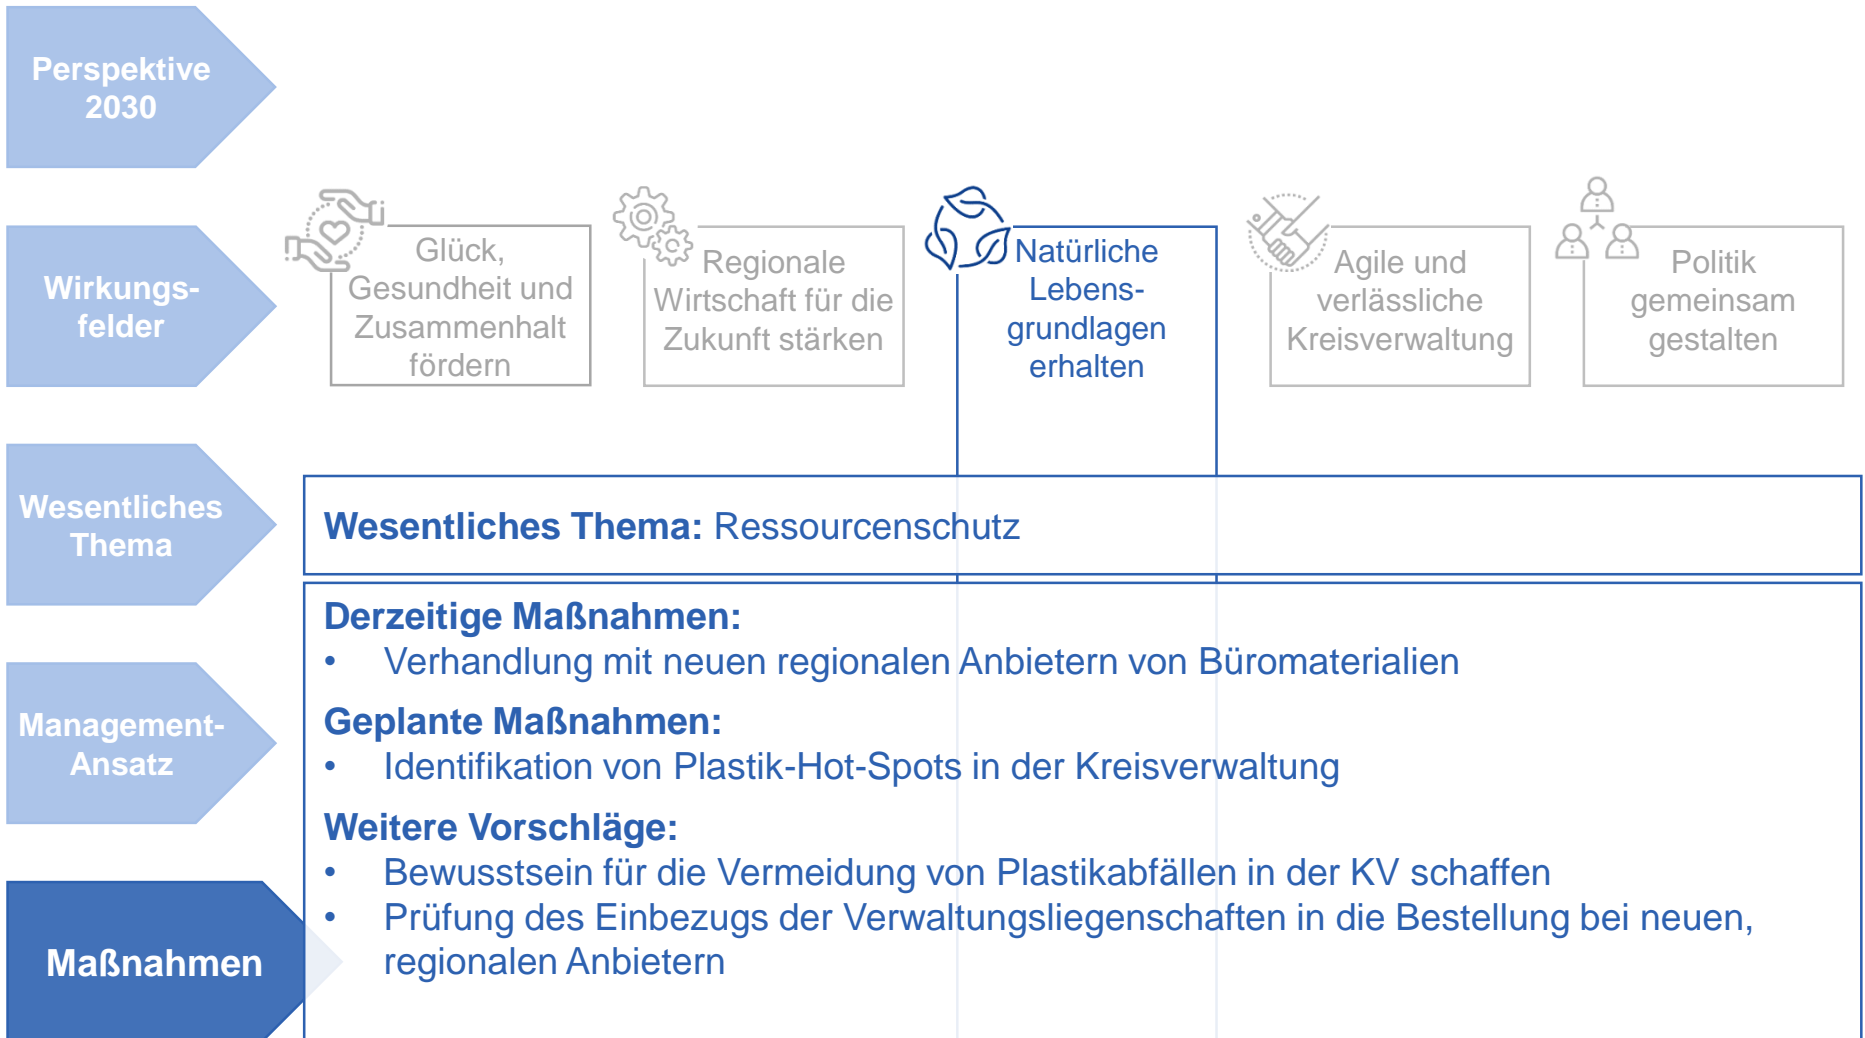 Perspektive
2030
Wirkungs-
felder
Glück,
Gesundheit und
Zusammenhalt
fördern
Regionale
Wirtschaft für die
Zukunft stärken
Natürliche
Lebens-
grundlagen
erhalten
Agile und
verlässliche
Kreisverwaltung
Politik
gemeinsam
gestalten
Wesentliches
Thema
Wesentliches Thema: Ressourcenschutz
Management-
Ansatz
Maßnahmen
Derzeitige Maßnahmen:
• Verhandlung mit neuen regionalen Anbietern von Büromaterialien
Geplante Maßnahmen:
• Identifikation von Plastik-Hot-Spots in der Kreisverwaltung
Weitere Vorschläge:
• Bewusstsein für die Vermeidung von Plastikabfällen in der KV schaffen
• Prüfung des Einbezugs der Verwaltungsliegenschaften in die Bestellung bei neuen,
regionalen Anbietern